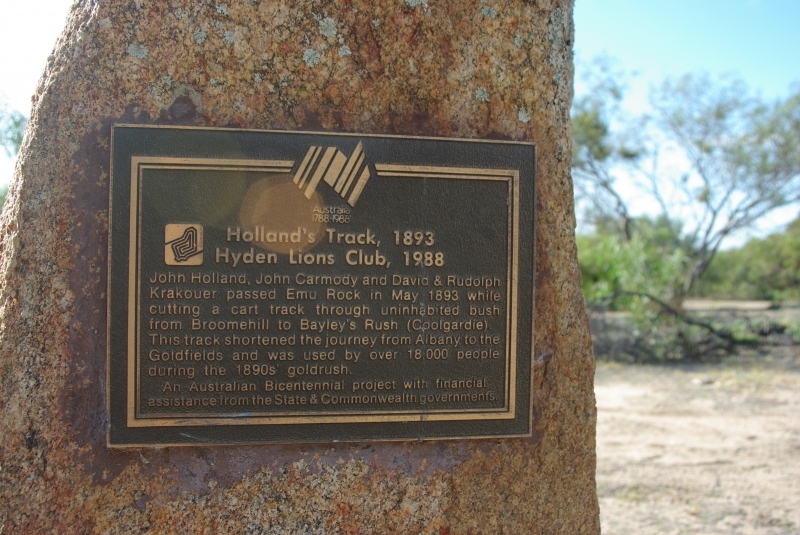 Australia
1788-1988
Holland's Track, 1893
Hyden Lions Club, 1988
John Holland, John Carmody and David & Rudolph
Krakouer passed Emu Rock in May 1893 while
cutting a cart track through uninhabited bush
from Broomehill to Bayley's Rush (Coolgardie).
This track shortened the journey from Albany to the
Goldfields and was used by over 18,000 people
during the 1890s' goldrush.
An Australian Bicentennial project with financial
assistance from the State & Commonwealth governments.